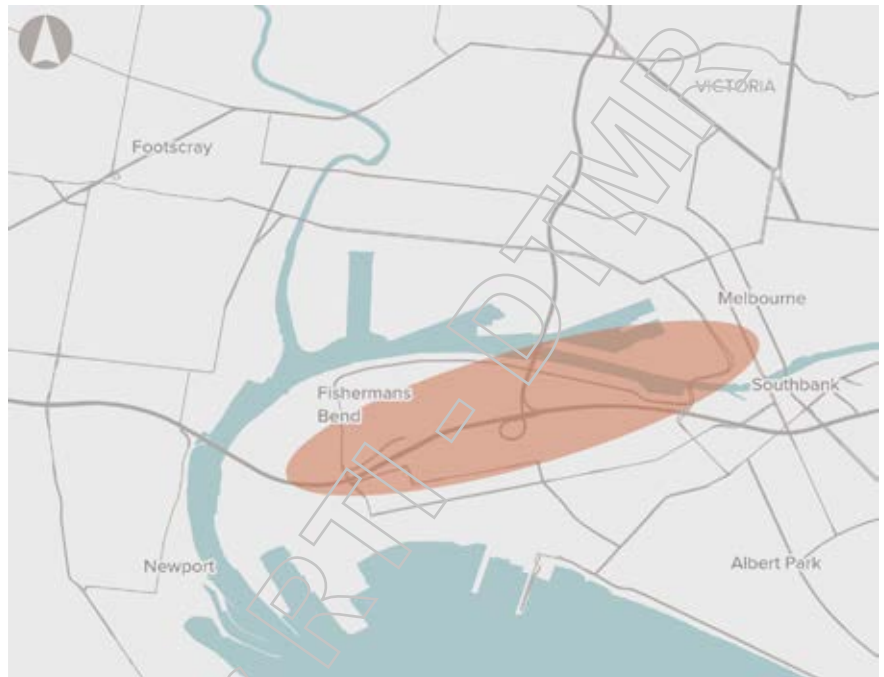 VICTORIA
Footscray
Melbourne
Southbank
Fishermans
Bend
Newport
Albert Park
RTI - DTMR